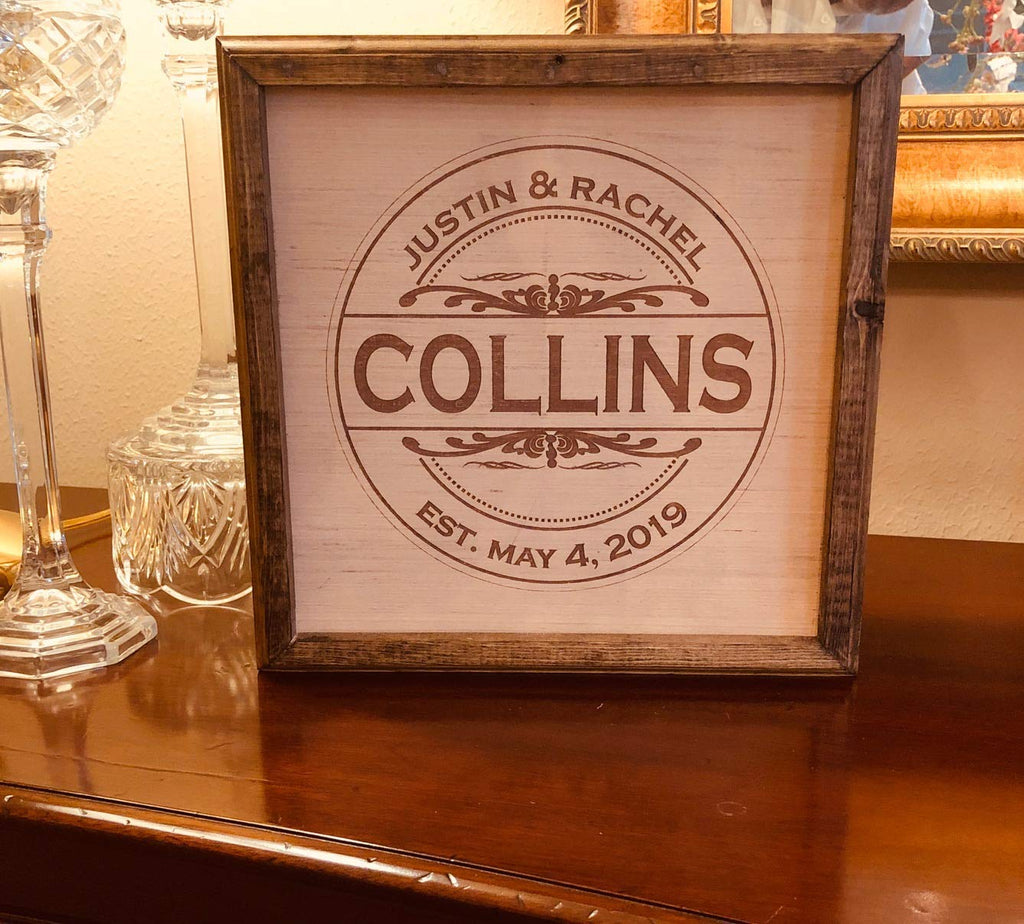 JUSTIN & RACHEL
COLLINS
EST. MAY 4, 2019